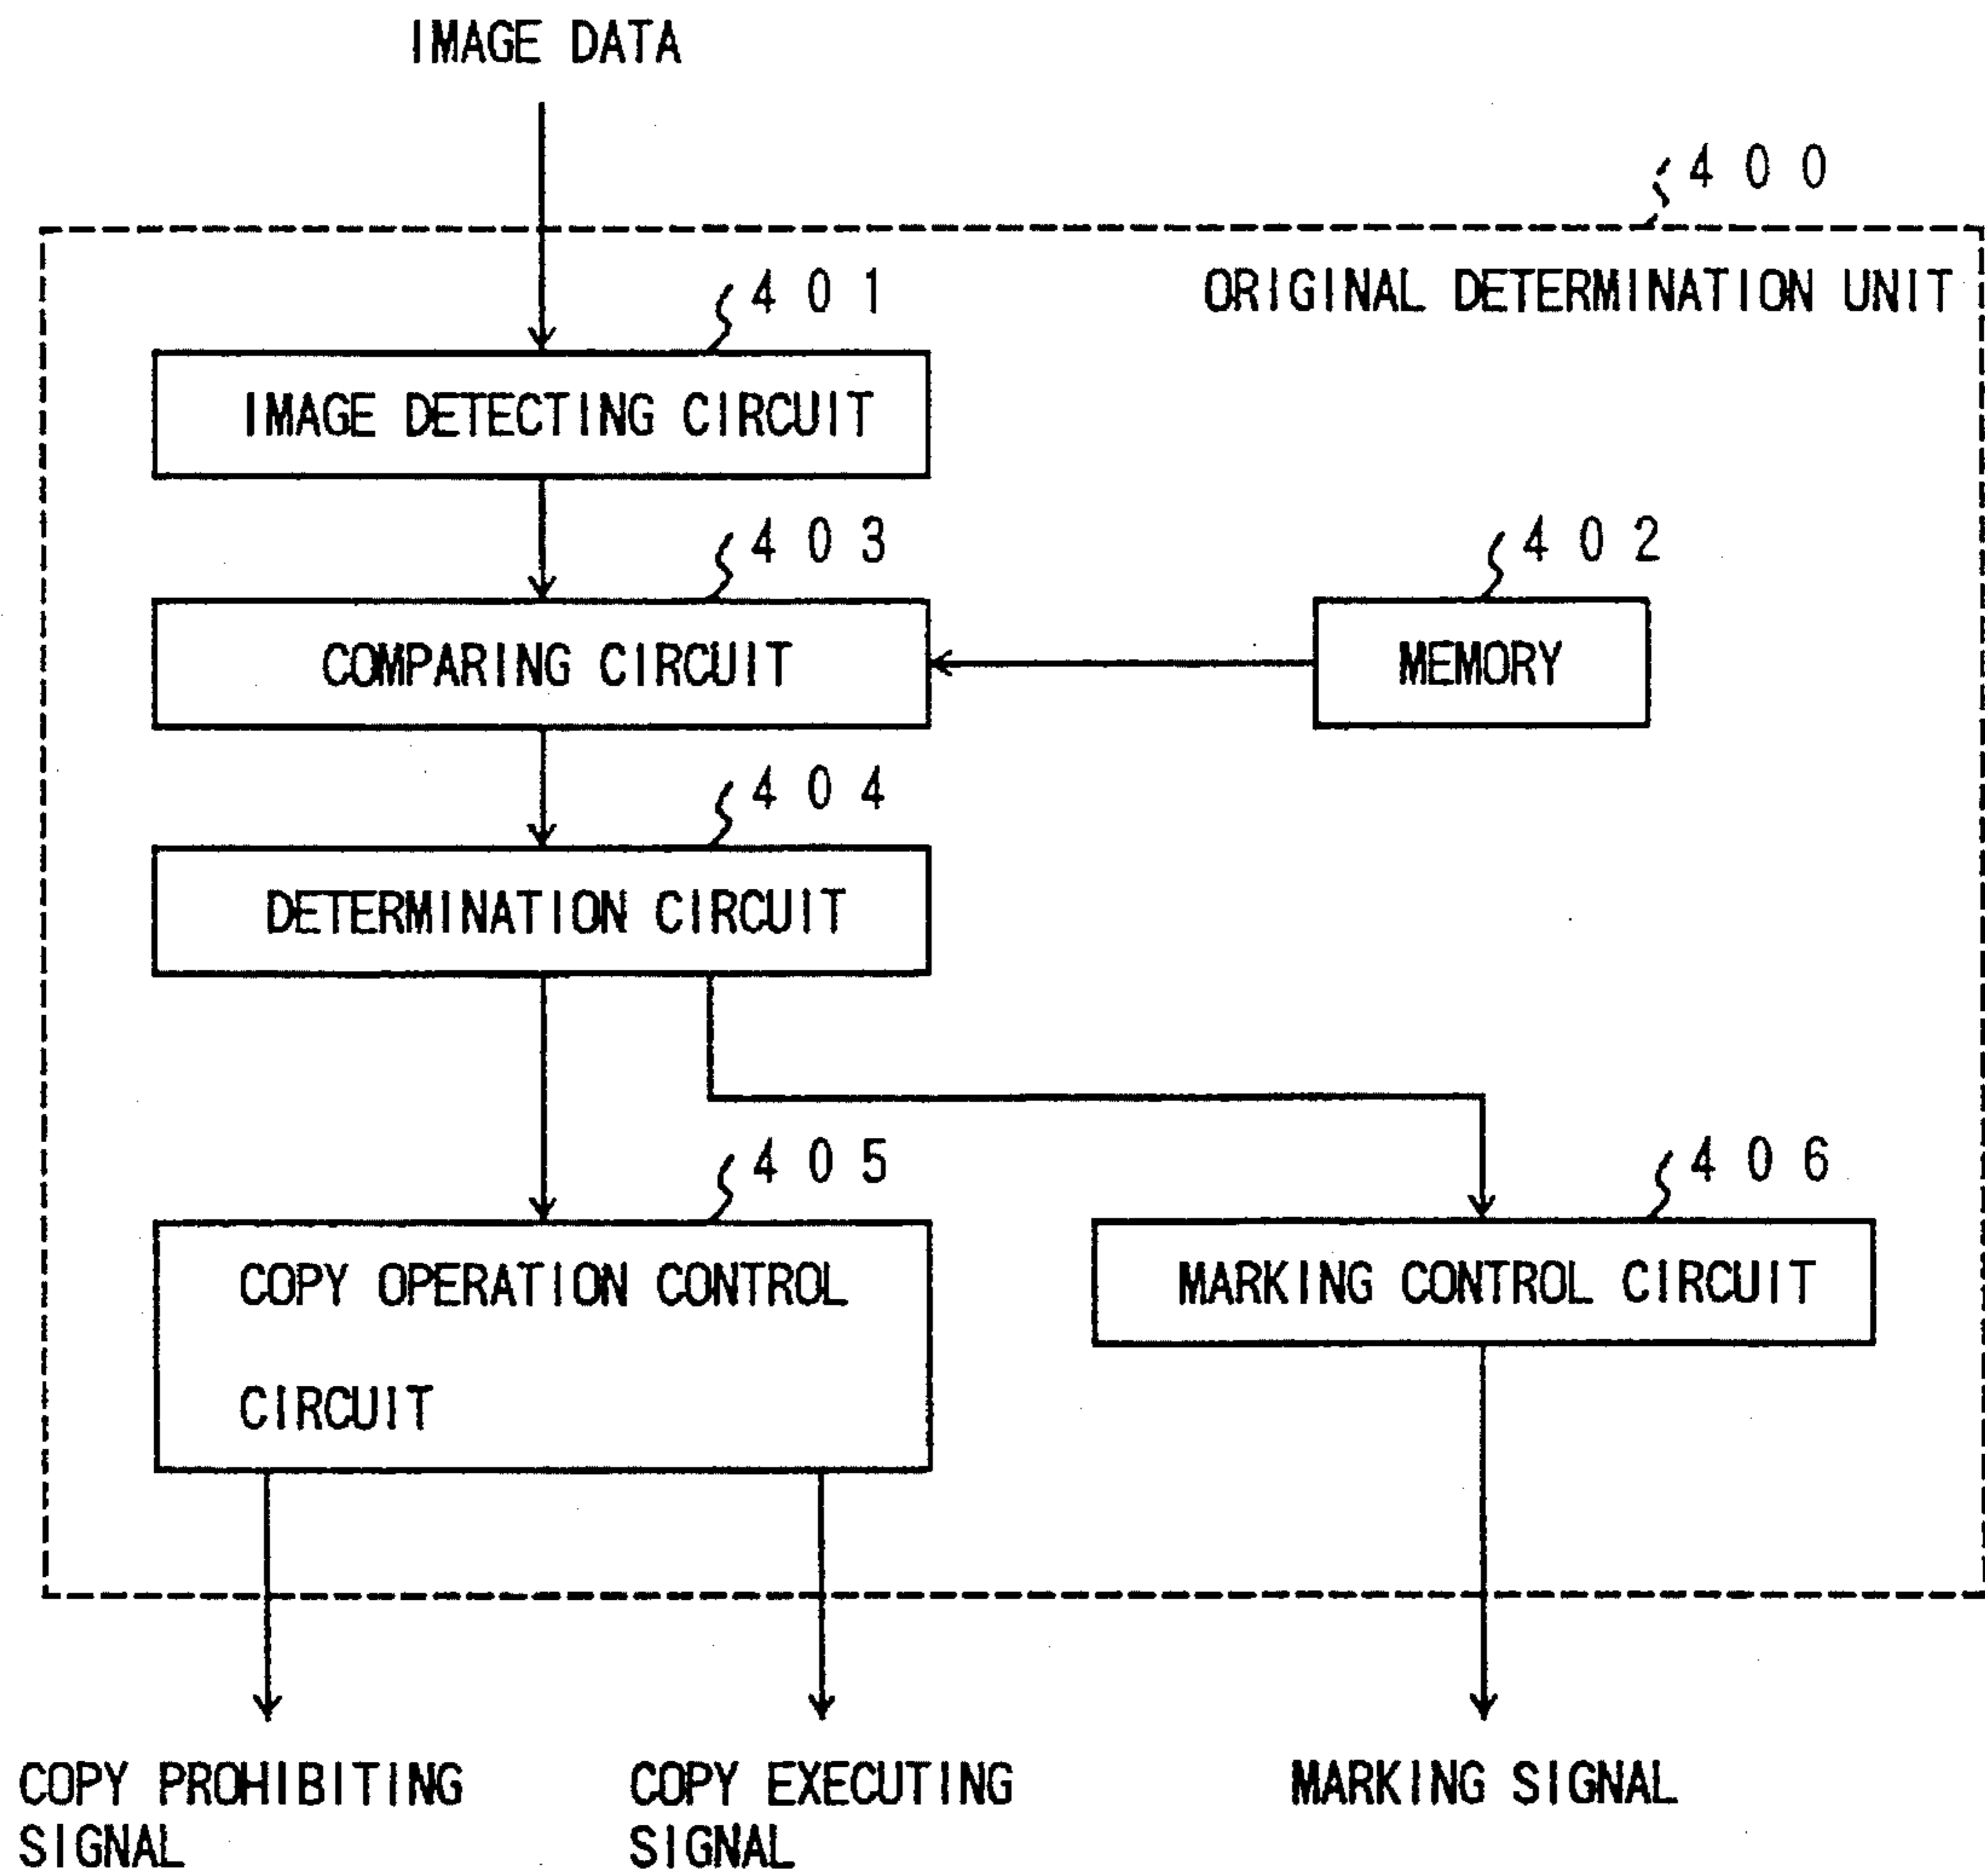 IMAGE DATA
400
ORIGINAL DETERMINATION UNIT
401
IMAGE DETECTING CIRCUIT
403
COMPARING CIRCUIT
402
MEMORY
404
DETERMINATION CIRCUIT
405
COPY OPERATION CONTROL
CIRCUIT
406
MARKING CONTROL CIRCUIT
COPY PROHIBITING
SIGNAL
COPY EXECUTING
SIGNAL
MARKING SIGNAL